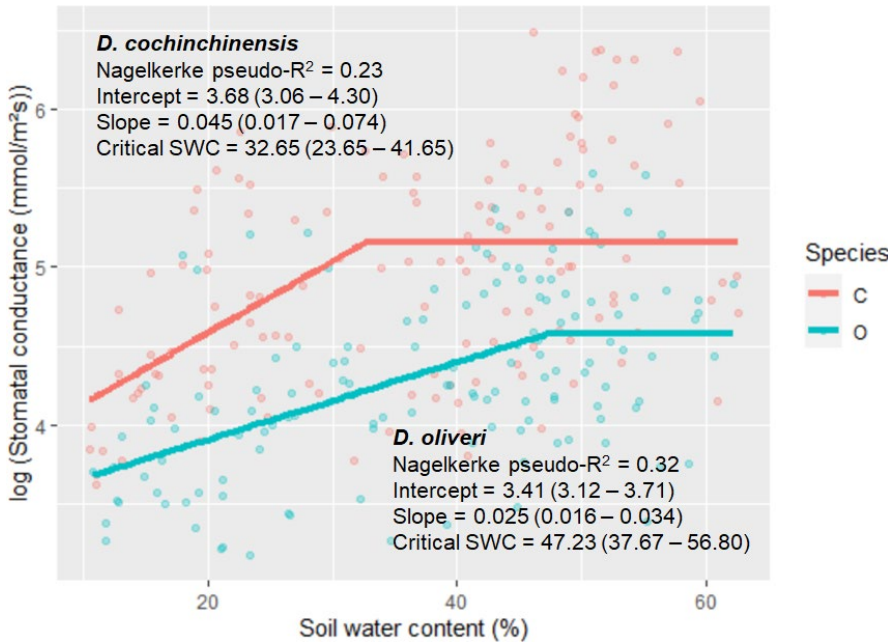 D. cochinchinensis
Nagelkerke pseudo-R² = 0.23
Intercept = 3.68 (3.06 – 4.30)
Slope = 0.045 (0.017 – 0.074)
Critical SWC = 32.65 (23.65 – 41.65)
log (Stomatal conductance (mmol/m²s))
6
5
4
D. oliveri
Nagelkerke pseudo-R² = 0.32
Intercept = 3.41 (3.12 – 3.71)
Slope = 0.025 (0.016 – 0.034)
Critical SWC = 47.23 (37.67 – 56.80)
20
40
60
Soil water content (%)
Species
C
O